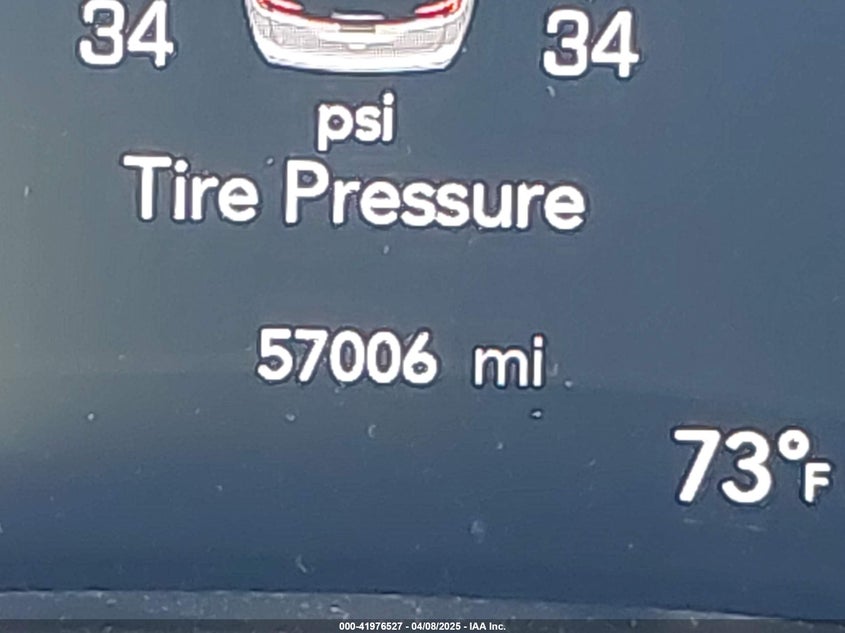 34 34
psi
Tire Pressure
57006 mi
73°F
000-41976527 - 04/08/2025 - IAA Inc.